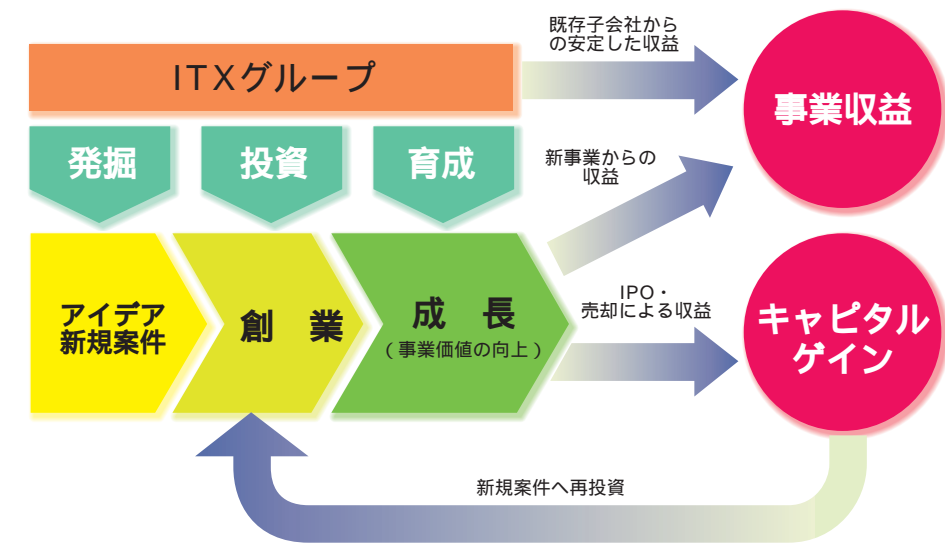 既存子会社から
の安定した収益
ITXグループ
事業収益
発掘
投資
育成
新事業からの
収益
アイデア
新規案件
創　業
成　長
（事業価値の向上）
IPO・
売却による収益
キャピタル
ゲイン
新規案件へ再投資